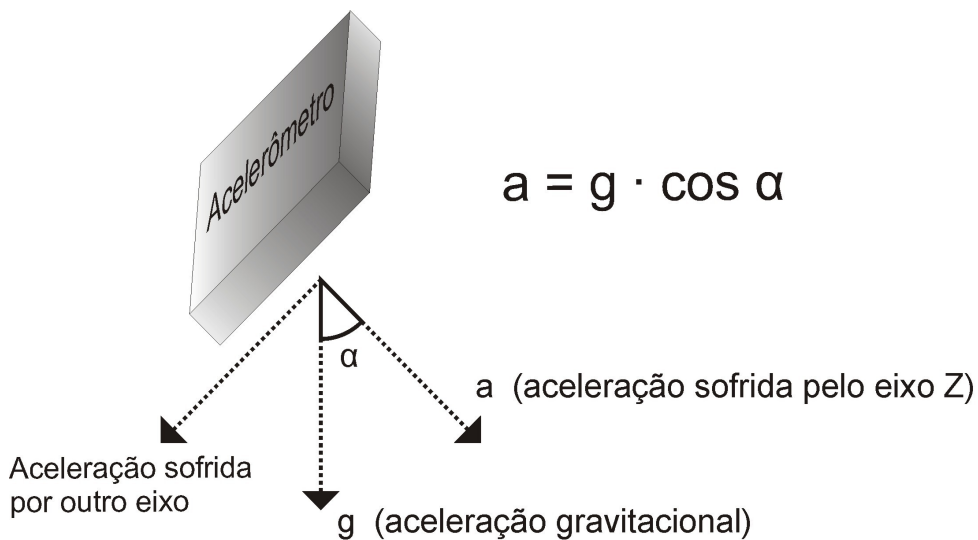 Acelerômetro
a = g · cos α
α
a (aceleração sofrida pelo eixo Z)
Aceleração sofrida
por outro eixo
g (aceleração gravitacional)